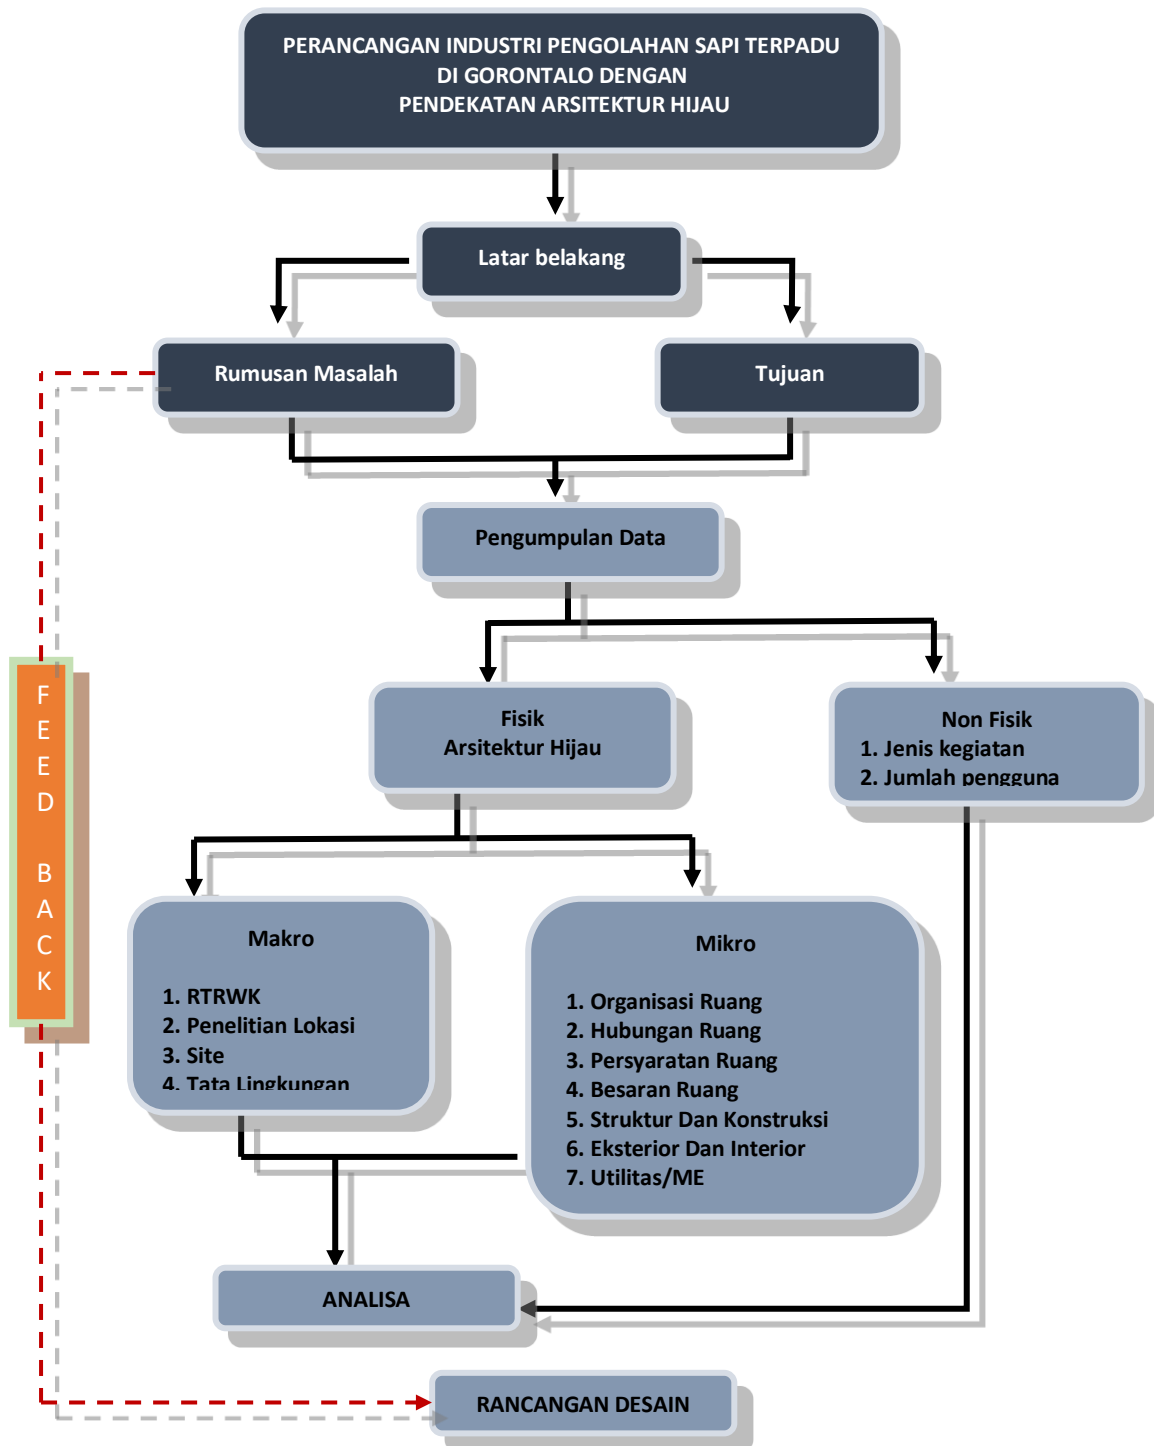 PERANCANGAN INDUSTRI PENGOLAHAN SAPI TERPADU
DI GORONTALO DENGAN
PENDEKATAN ARSITEKTUR HIJAU
Latar belakang
Rumusan Masalah
Tujuan
Pengumpulan Data
Fisik
Arsitektur Hijau
Non Fisik
1. Jenis kegiatan
2. Jumlah pengguna
FEED BACK
Makro
1. RTRWK
2. Penelitian Lokasi
3. Site
4. Tata Lingkungan
Mikro
1. Organisasi Ruang
2. Hubungan Ruang
3. Persyaratan Ruang
4. Besaran Ruang
5. Struktur Dan Konstruksi
6. Eksterior Dan Interior
7. Utilitas/ME
ANALISA
RANCANGAN DESAIN